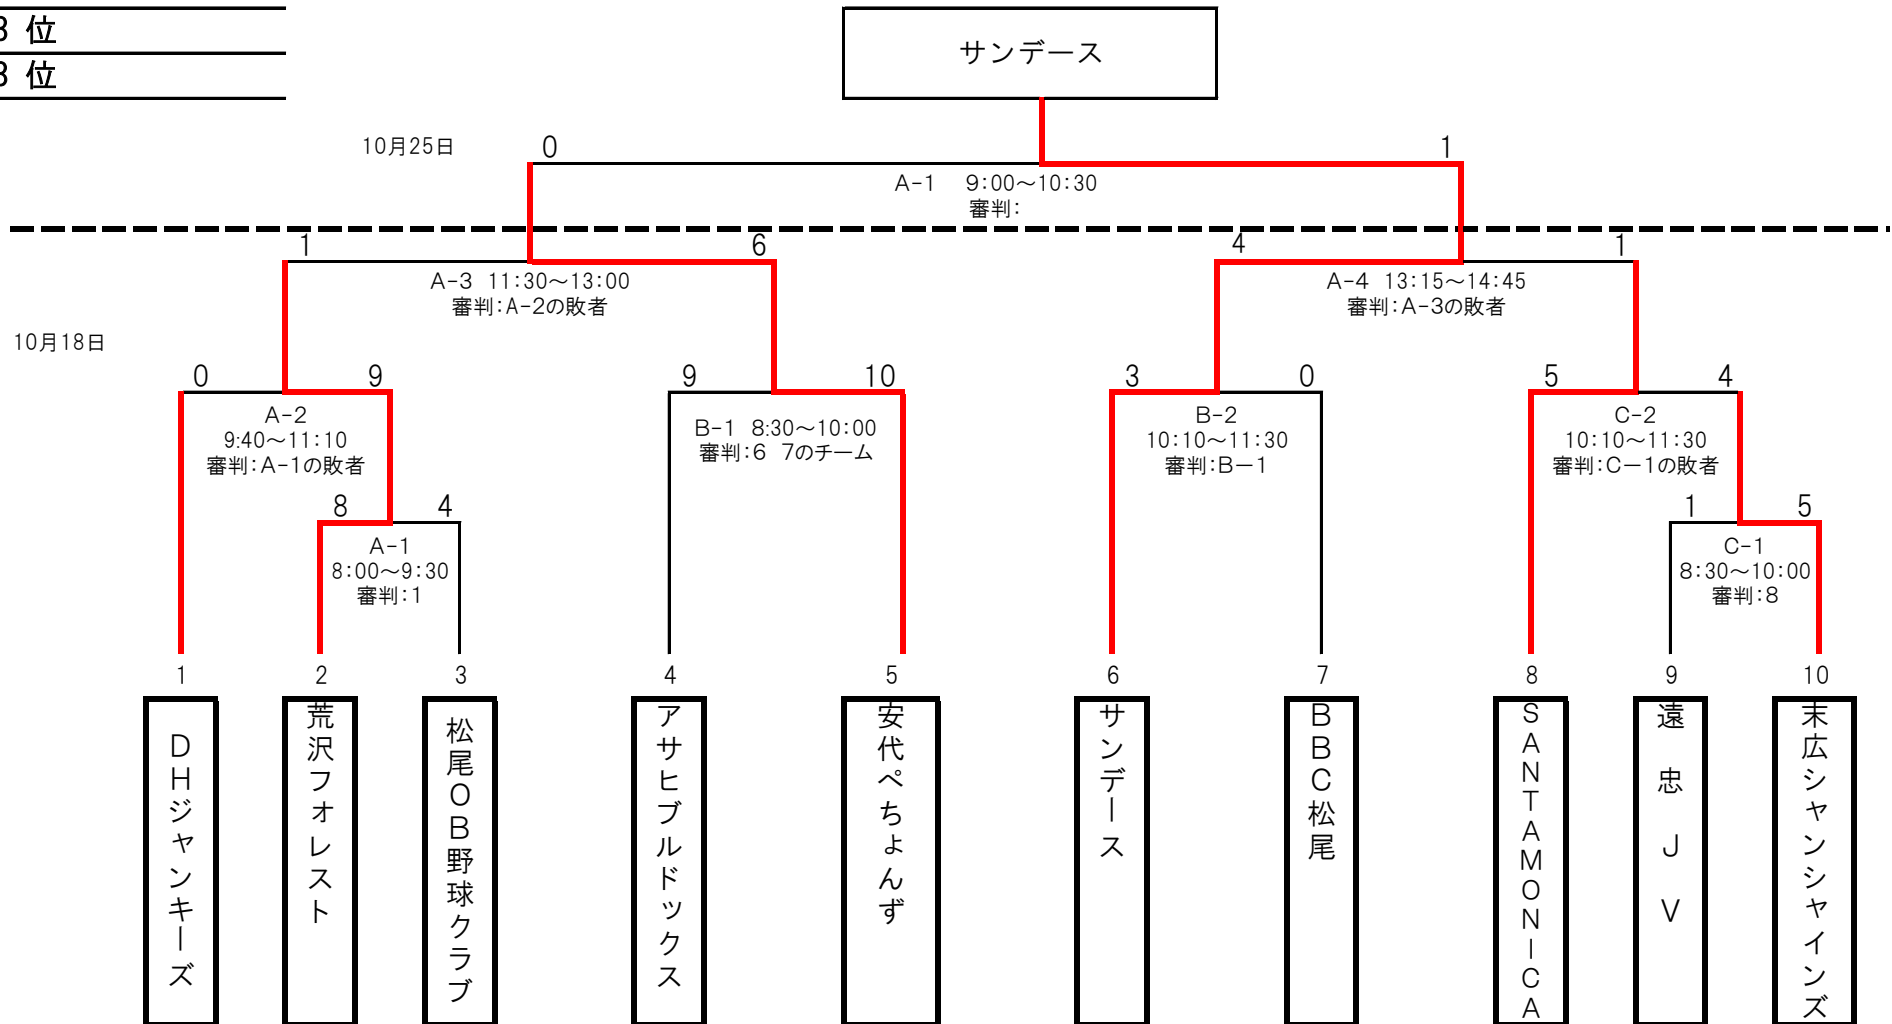 位
位
サンデース
10月25日
0
1
A-1 9:00～10:30
審判:
1
6
4
1
A-3 11:30～13:00
審判:A-2の敗者
A-4 13:15～14:45
審判:A-3の敗者
10月18日
0
9
9
10
3
0
5
4
A-2
9:40～11:10
審判:A-1の敗者
B-1 8:30～10:00
審判:6 7のチーム
B-2
10:10～11:30
審判:B－1
C-2
10:10～11:30
審判:C－1の敗者
8
4
1
5
A-1
8:00～9:30
審判:1
C-1
8:30～10:00
審判:8
1
2
3
4
5
6
7
8
9
10
DHジャンキーズ
荒沢フォレスト
松尾OB野球クラブ
アサヒブルドックス
安代ぺちょんず
サンデース
BBC松尾
SANTAMONICA
遠忠JV
末広シャンシャインズ